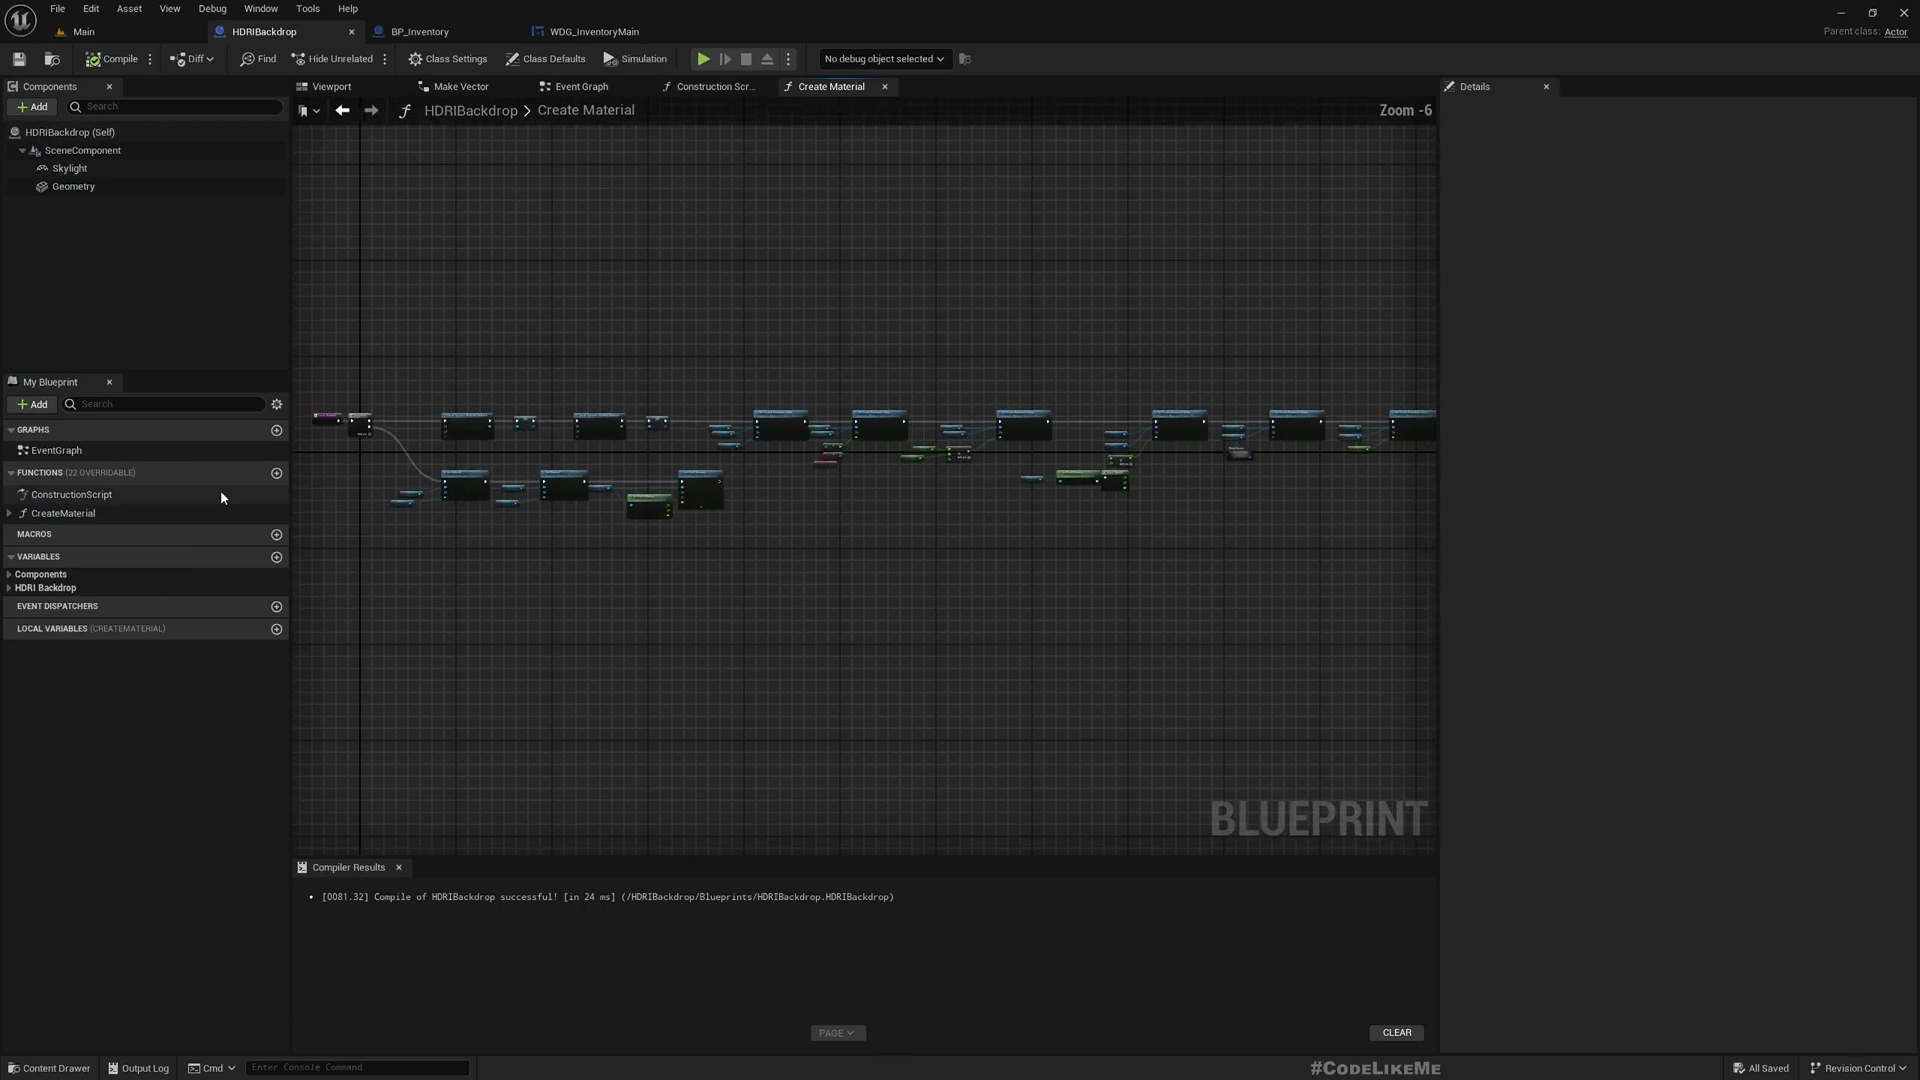 File Edit Asset View Debug Window Tools Help
Main HDRIBackdrop BP_Inventory WDG_InventoryMain
Parent class: Actor
Compile Diff Find Hide Unrelated Class Settings Class Defaults Simulation No debug object selected
Components
Viewport Make Vector Event Graph Construction Scr... Create Material Details
Add Search
HDRIBackdrop > Create Material Zoom -6
HDRIBackdrop (Self)
SceneComponent
Skylight
Geometry
My Blueprint
Add Search
GRAPHS
EventGraph
FUNCTIONS (22 OVERRIDABLE)
ConstructionScript
CreateMaterial
MACROS
VARIABLES
Components
HDRI Backdrop
EVENT DISPATCHERS
LOCAL VARIABLES (CREATEMATERIAL)
BLUEPRINT
Compiler Results
[0081.32] Compile of HDRIBackdrop successful! [in 24 ms] (/HDRIBackdrop/Blueprints/HDRIBackdrop.HDRIBackdrop)
PAGE CLEAR
Content Drawer Output Log Cmd Enter Console Command #CODELIKEME All Saved Revision Control